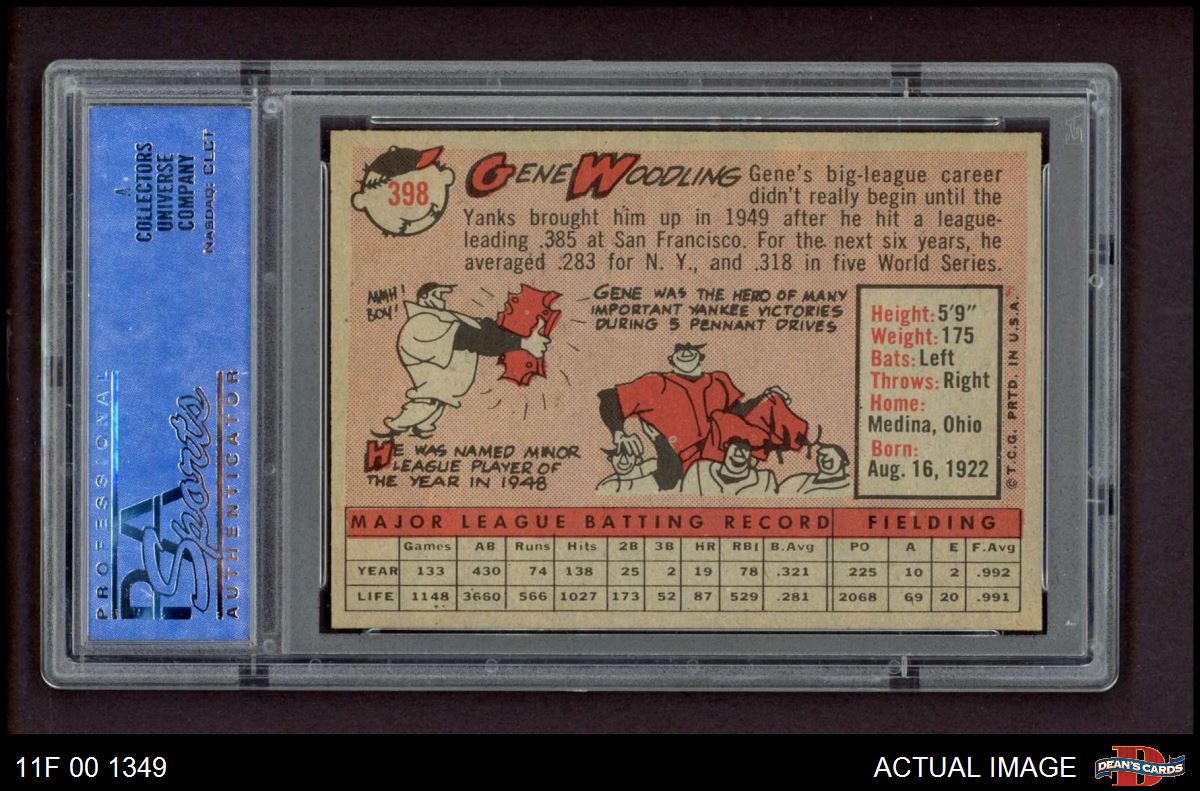 A
COLLECTORS
UNIVERSE
COMPANY
NASDAQ: CLCT
PROFESSIONAL
PSA
Sports
AUTHENTICATOR
398
GENE WOODLING
Gene's big-league career
didn't really begin until the
Yanks brought him up in 1949 after he hit a league-
leading .385 at San Francisco. For the next six years, he
averaged .283 for N. Y., and .318 in five World Series.
MMH!
BOY!
GENE WAS THE HERO OF MANY
IMPORTANT YANKEE VICTORIES
DURING 5 PENNANT DRIVES
HE WAS NAMED MINOR
LEAGUE PLAYER OF
THE YEAR IN 1948
Height: 5'9"
Weight: 175
Bats: Left
Throws: Right
Home:
Medina, Ohio
Born:
Aug. 16, 1922
© T.C.G. PRTD. IN U.S.A.
MAJOR LEAGUE BATTING RECORD FIELDING
Games AB Runs Hits 2B 3B HR RBI B.Avg PO A E F.Avg
YEAR 133 430 74 138 25 2 19 78 .321 225 10 2 .992
LIFE 1148 3660 566 1027 173 52 87 529 .281 2068 69 20 .991
11F 00 1349
ACTUAL IMAGE
D
DEAN'S CARDS